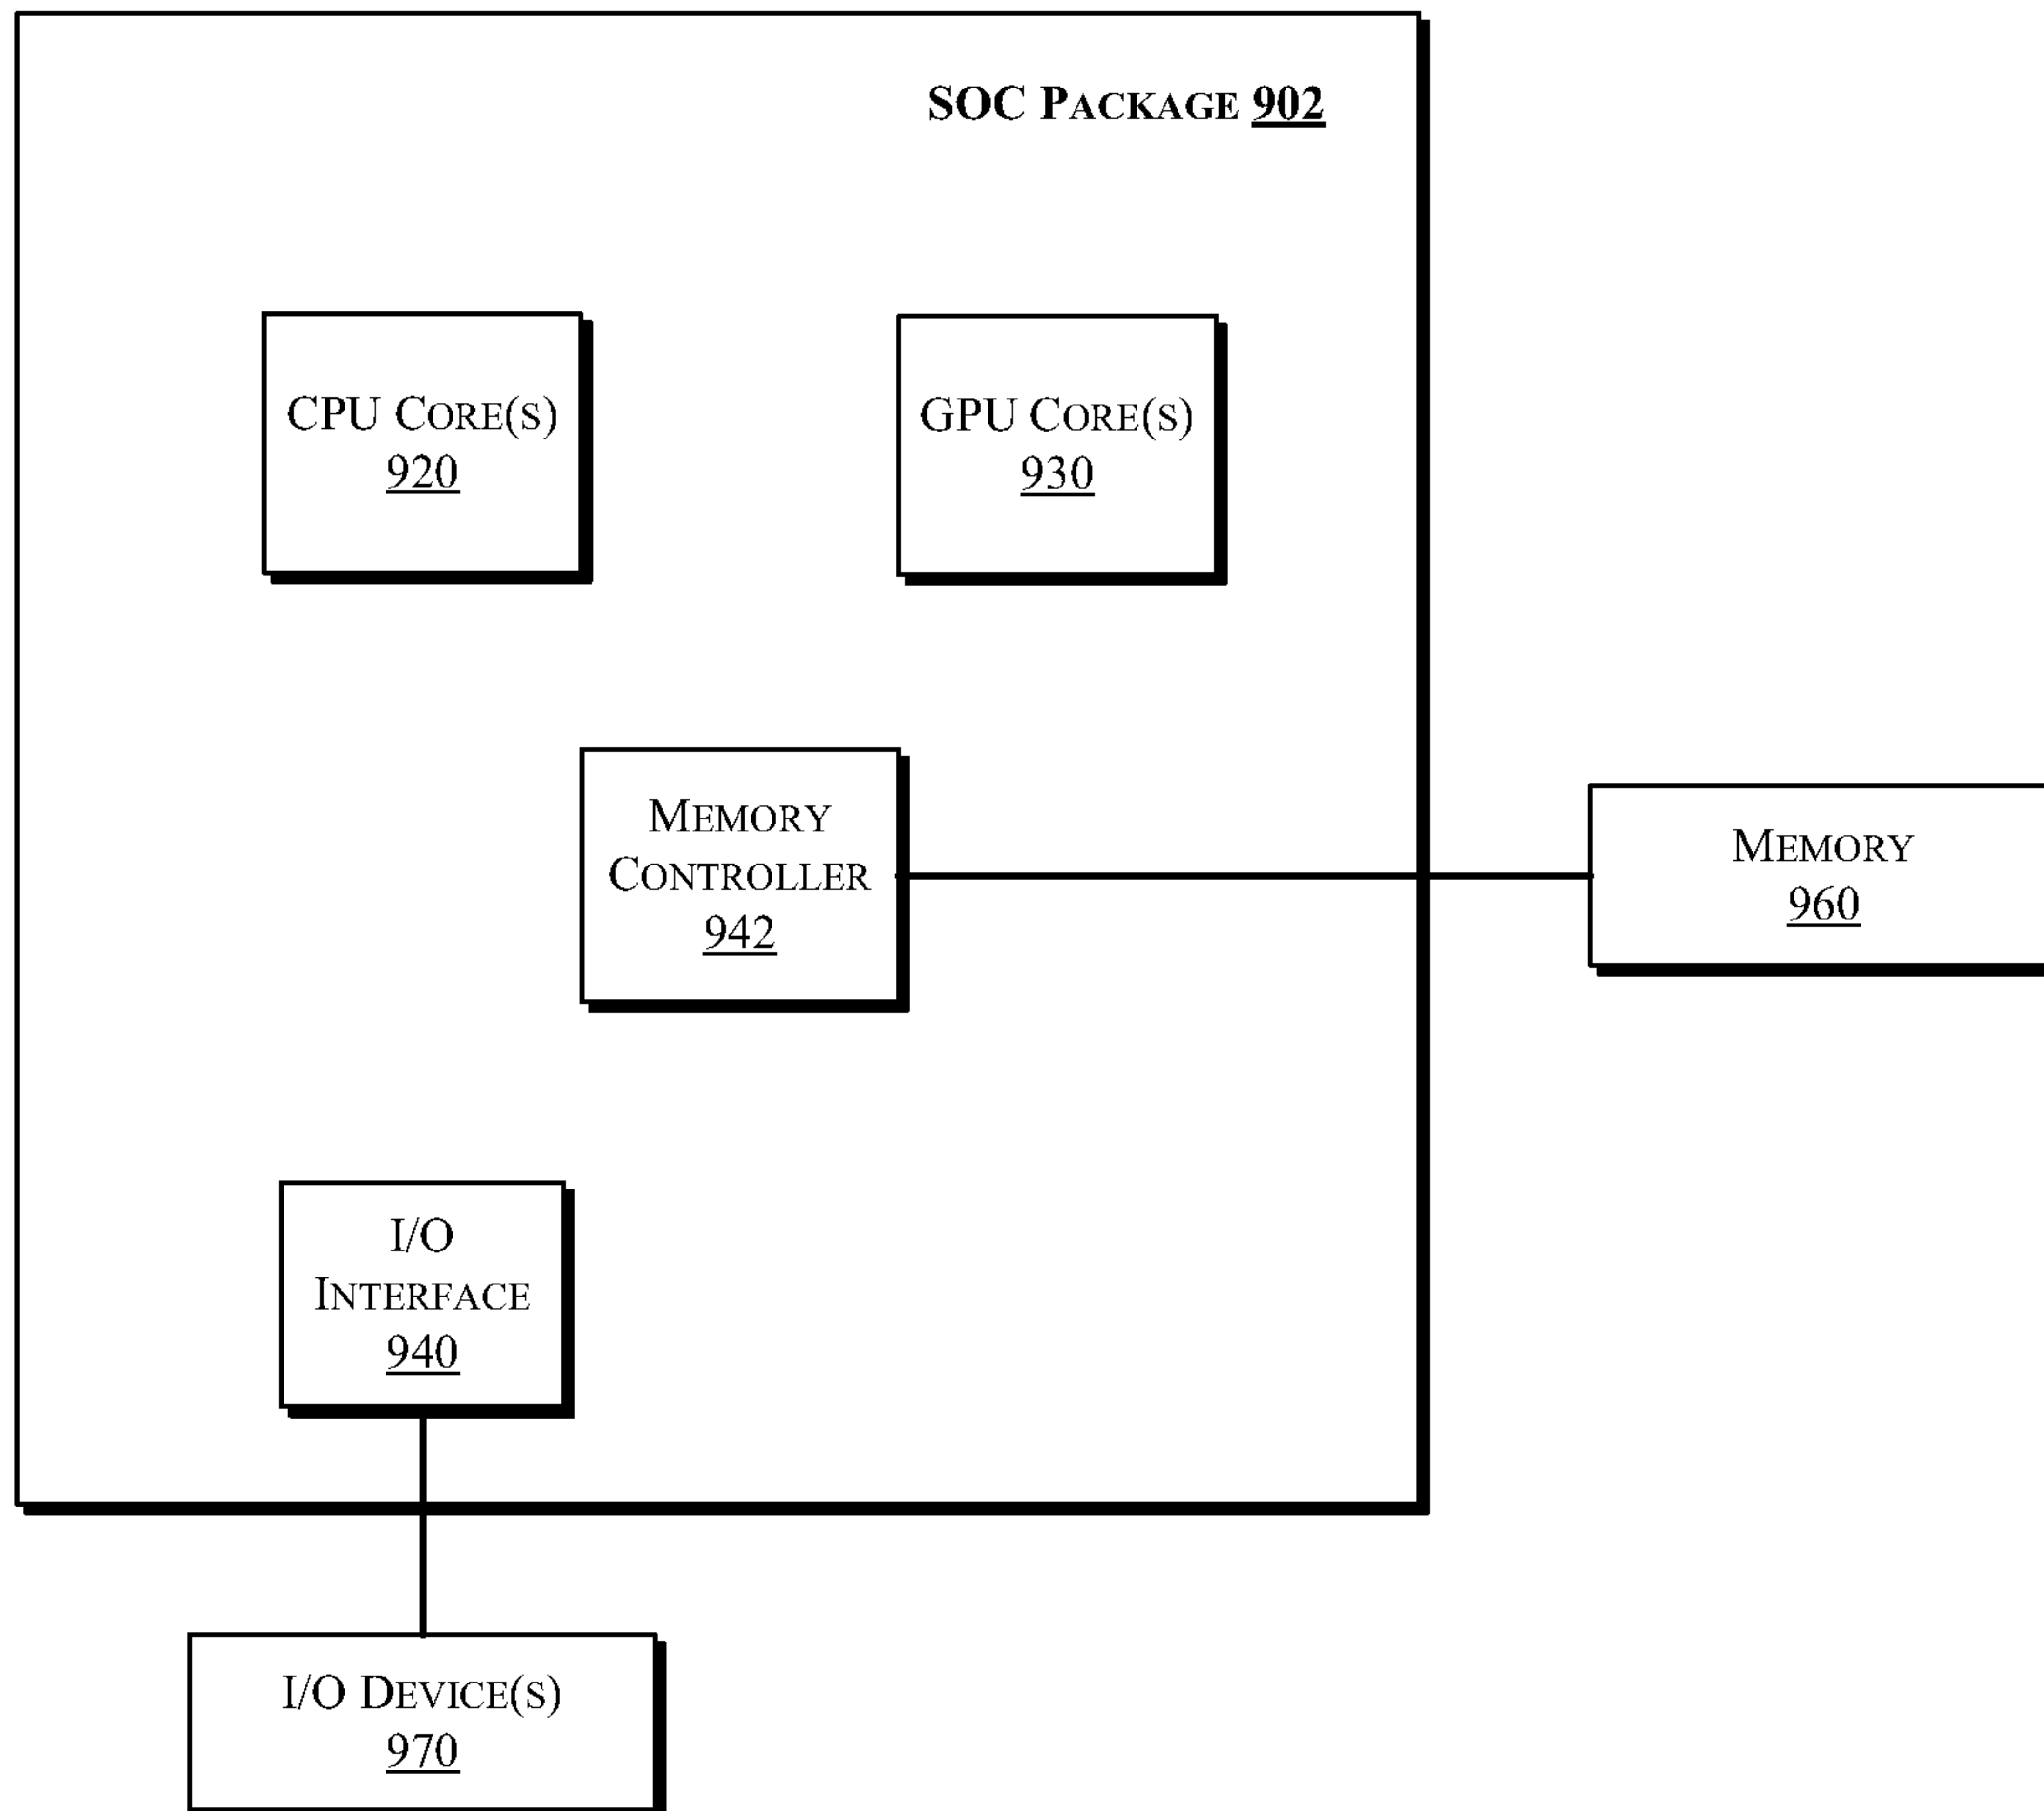 SOC PACKAGE 902
CPU CORE(S)
920
GPU CORE(S)
930
MEMORY
CONTROLLER
942
MEMORY
960
I/O
INTERFACE
940
I/O DEVICE(S)
970